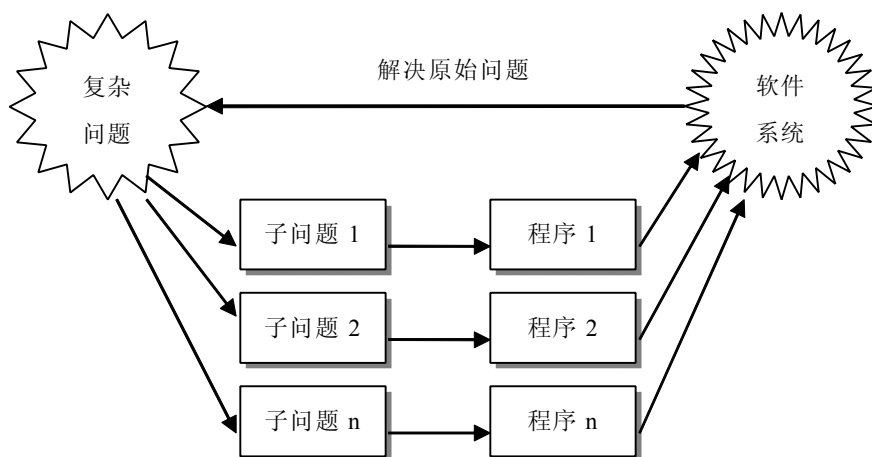 复杂
问题
解决原始问题
软件
系统
子问题 1
程序 1
子问题 2
程序 2
子问题 n
程序 n